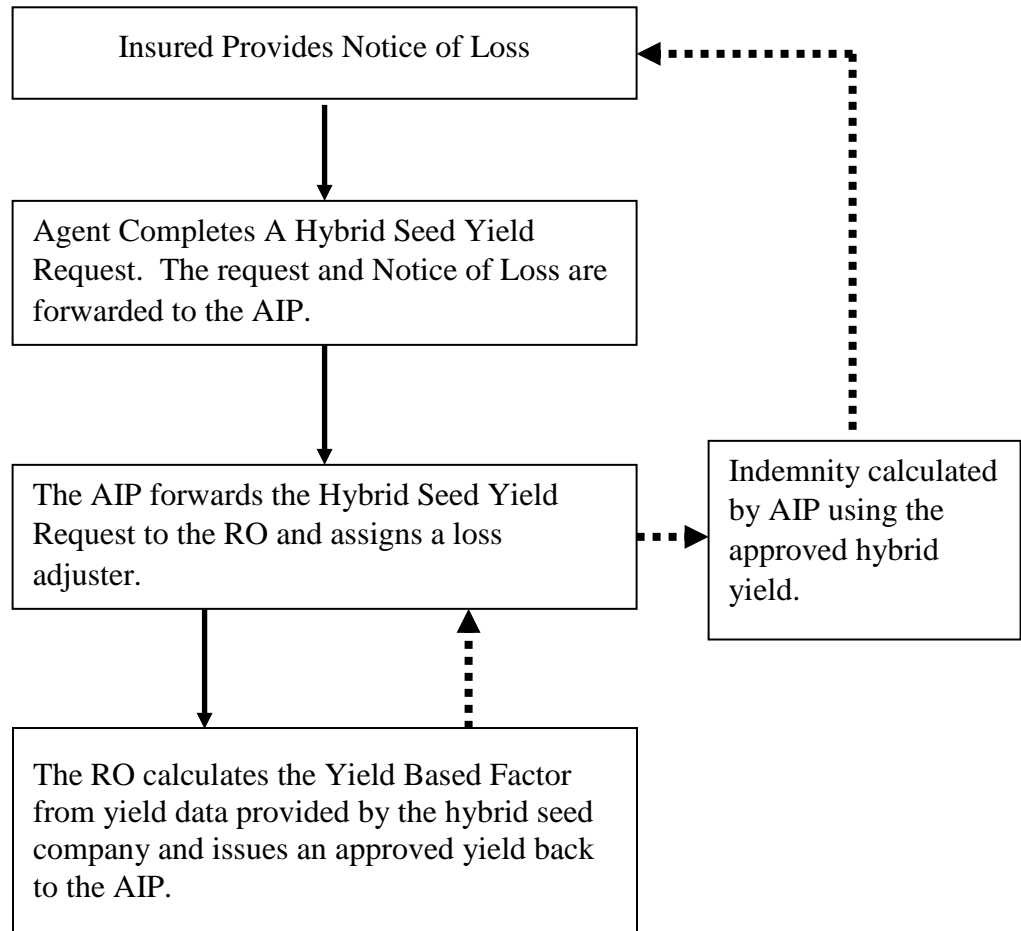 Insured Provides Notice of Loss
Agent Completes A Hybrid Seed Yield
Request.  The request and Notice of Loss are
forwarded to the AIP.
The AIP forwards the Hybrid Seed Yield
Request to the RO and assigns a loss
adjuster.
Indemnity calculated
by AIP using the
approved hybrid
yield.
The RO calculates the Yield Based Factor
from yield data provided by the hybrid seed
company and issues an approved yield back
to the AIP.